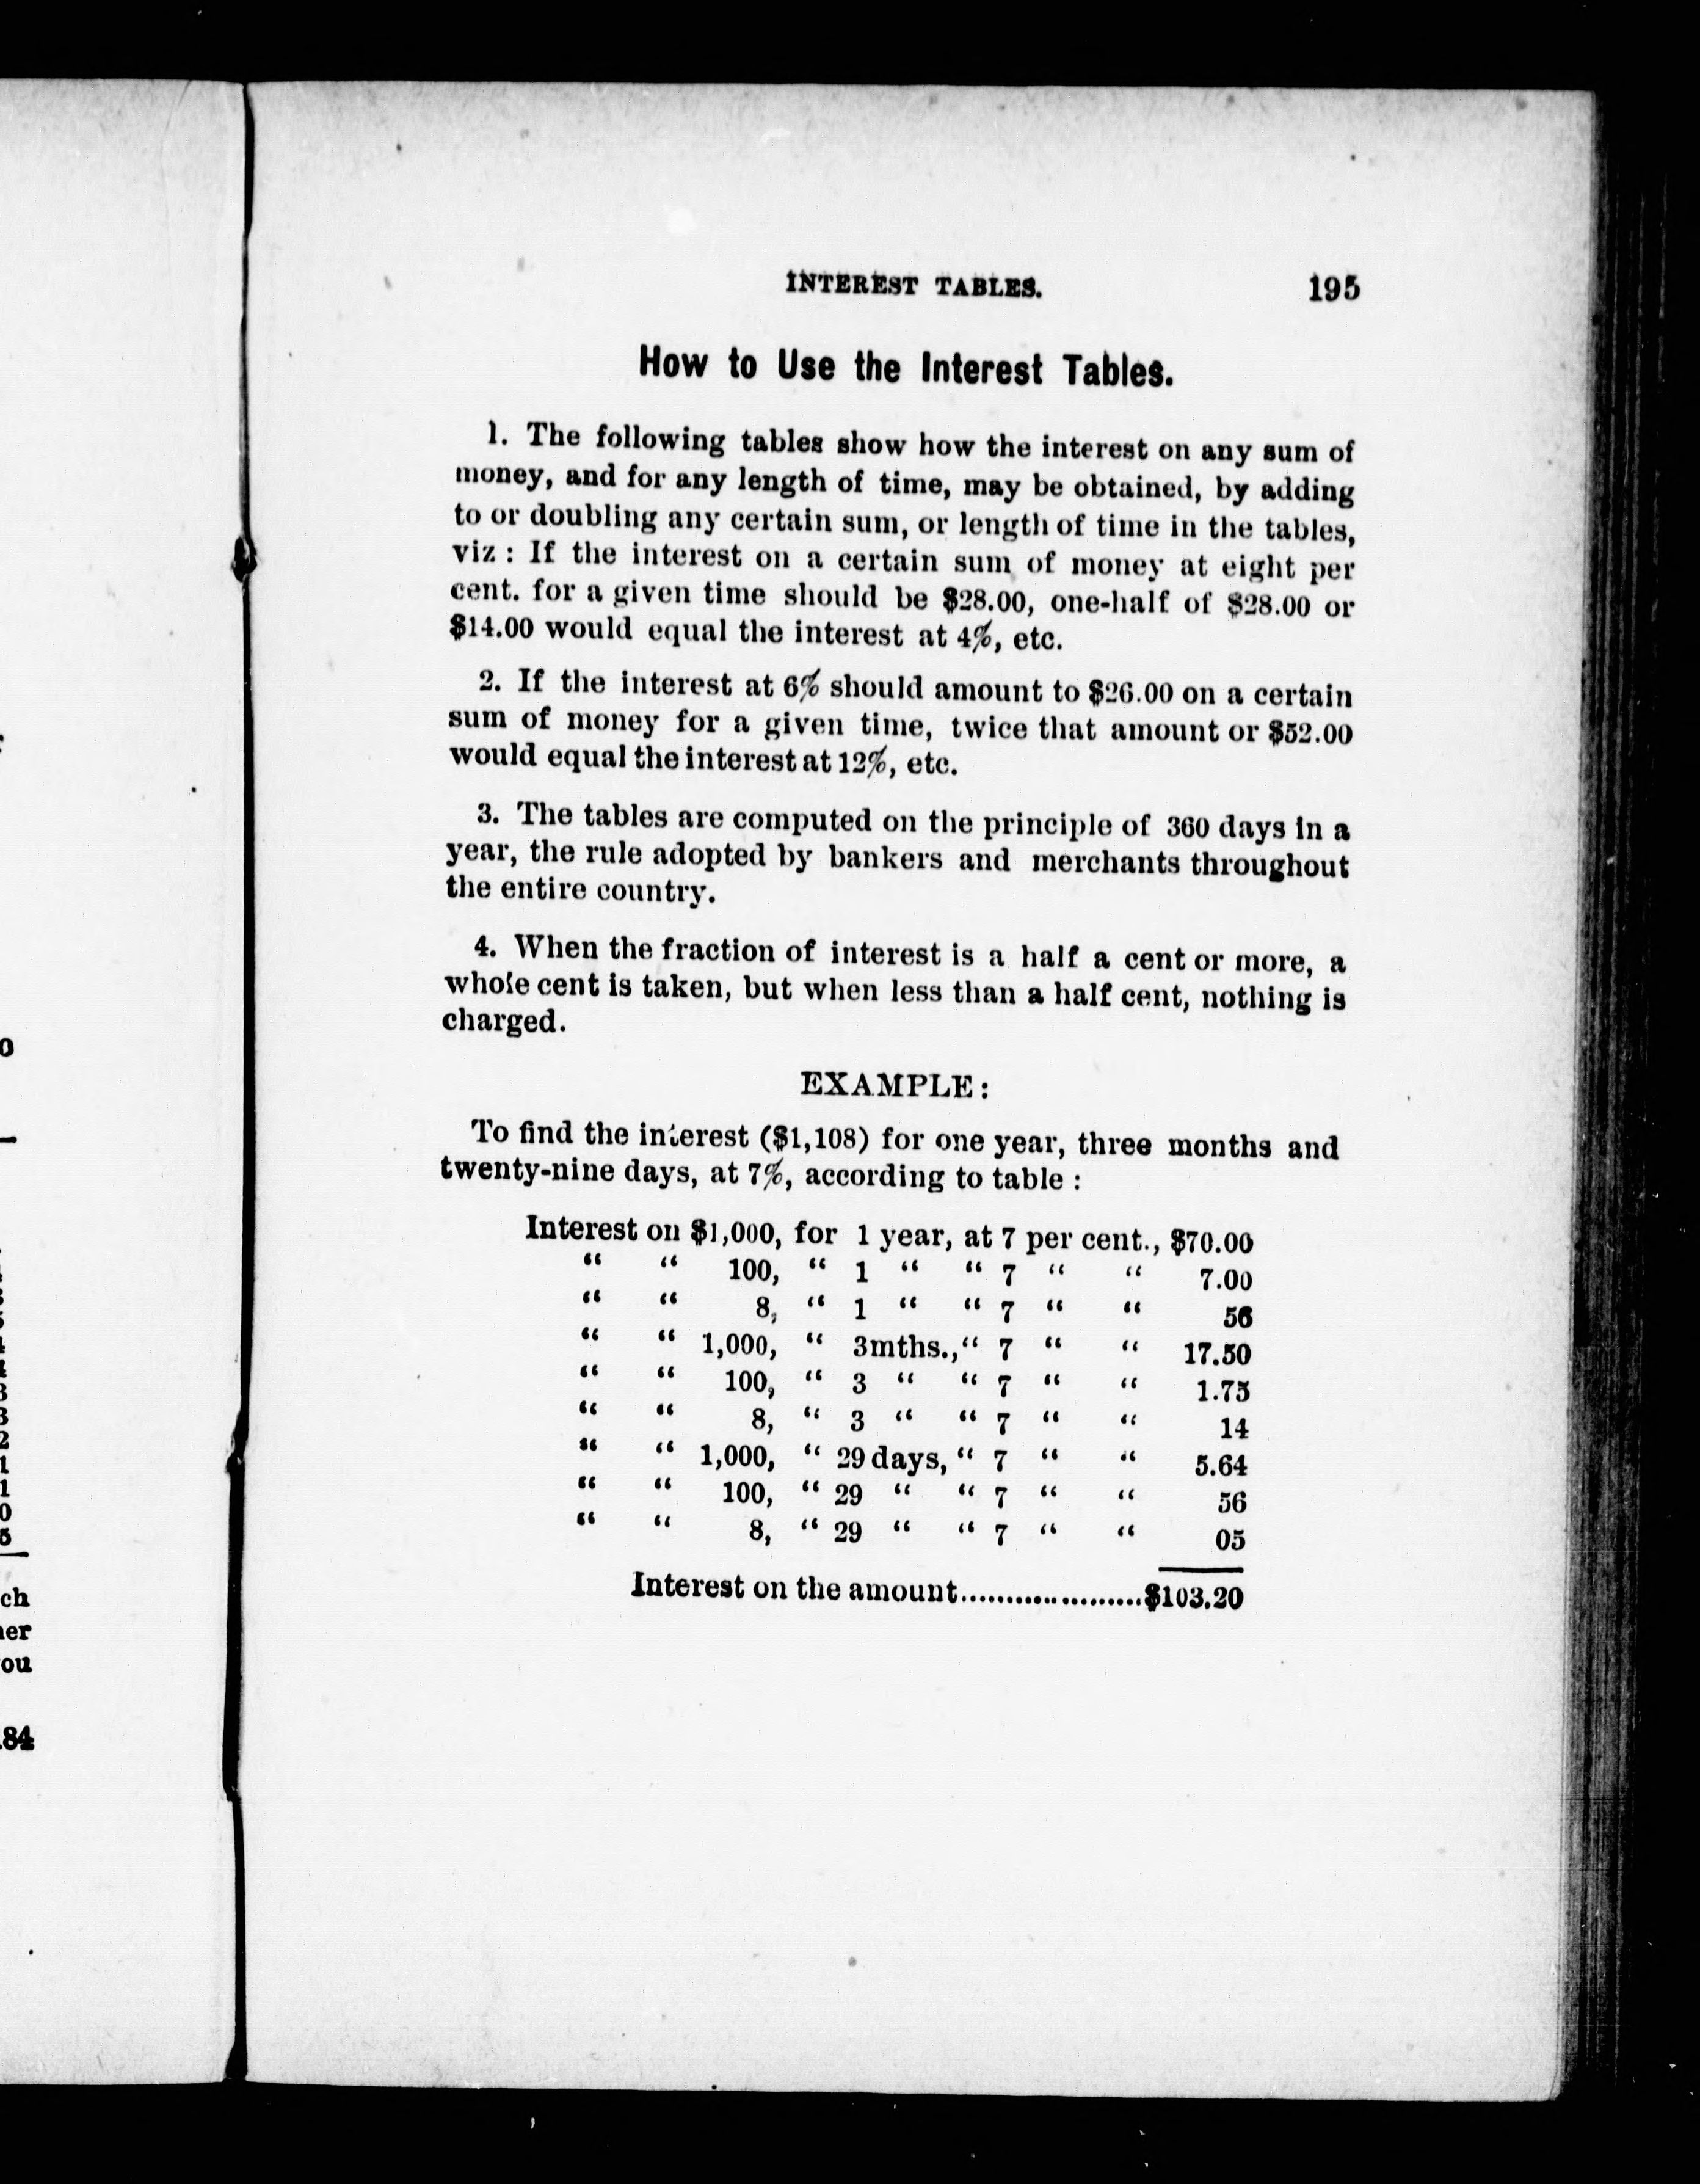 INTEREST TABLES. 195
How to Use the Interest Tables.
1. The following tables show how the interest on any sum of
money, and for any length of time, may be obtained, by adding
to or doubling any certain sum, or length of time in the tables,
viz : If the interest on a certain sum of money at eight per
cent. for a given time should be $28.00, one-half of $28.00 or
$14.00 would equal the interest at 4%, etc.
2. If the interest at 6% should amount to $26.00 on a certain
sum of money for a given time, twice that amount or $52.00
would equal the interest at 12%, etc.
3. The tables are computed on the principle of 360 days in a
year, the rule adopted by bankers and merchants throughout
the entire country.
4. When the fraction of interest is a half a cent or more, a
whole cent is taken, but when less than a half cent, nothing is
charged.
EXAMPLE:
To find the interest ($1,108) for one year, three months and
twenty-nine days, at 7%, according to table :
Interest on $1,000, for 1 year, at 7 per cent., $70.00
“ “ 100, “ 1 “ “ 7 “ “ 7.00
“ “ 8, “ 1 “ “ 7 “ “ 56
“ “ 1,000, “ 3mths.,“ 7 “ “ 17.50
“ “ 100, “ 3 “ “ 7 “ “ 1.75
“ “ 8, “ 3 “ “ 7 “ “ 14
“ “ 1,000, “ 29 days, “ 7 “ “ 5.64
“ “ 100, “ 29 “ “ 7 “ “ 56
“ “ 8, “ 29 “ “ 7 “ “ 05
Interest on the amount....................$103.20